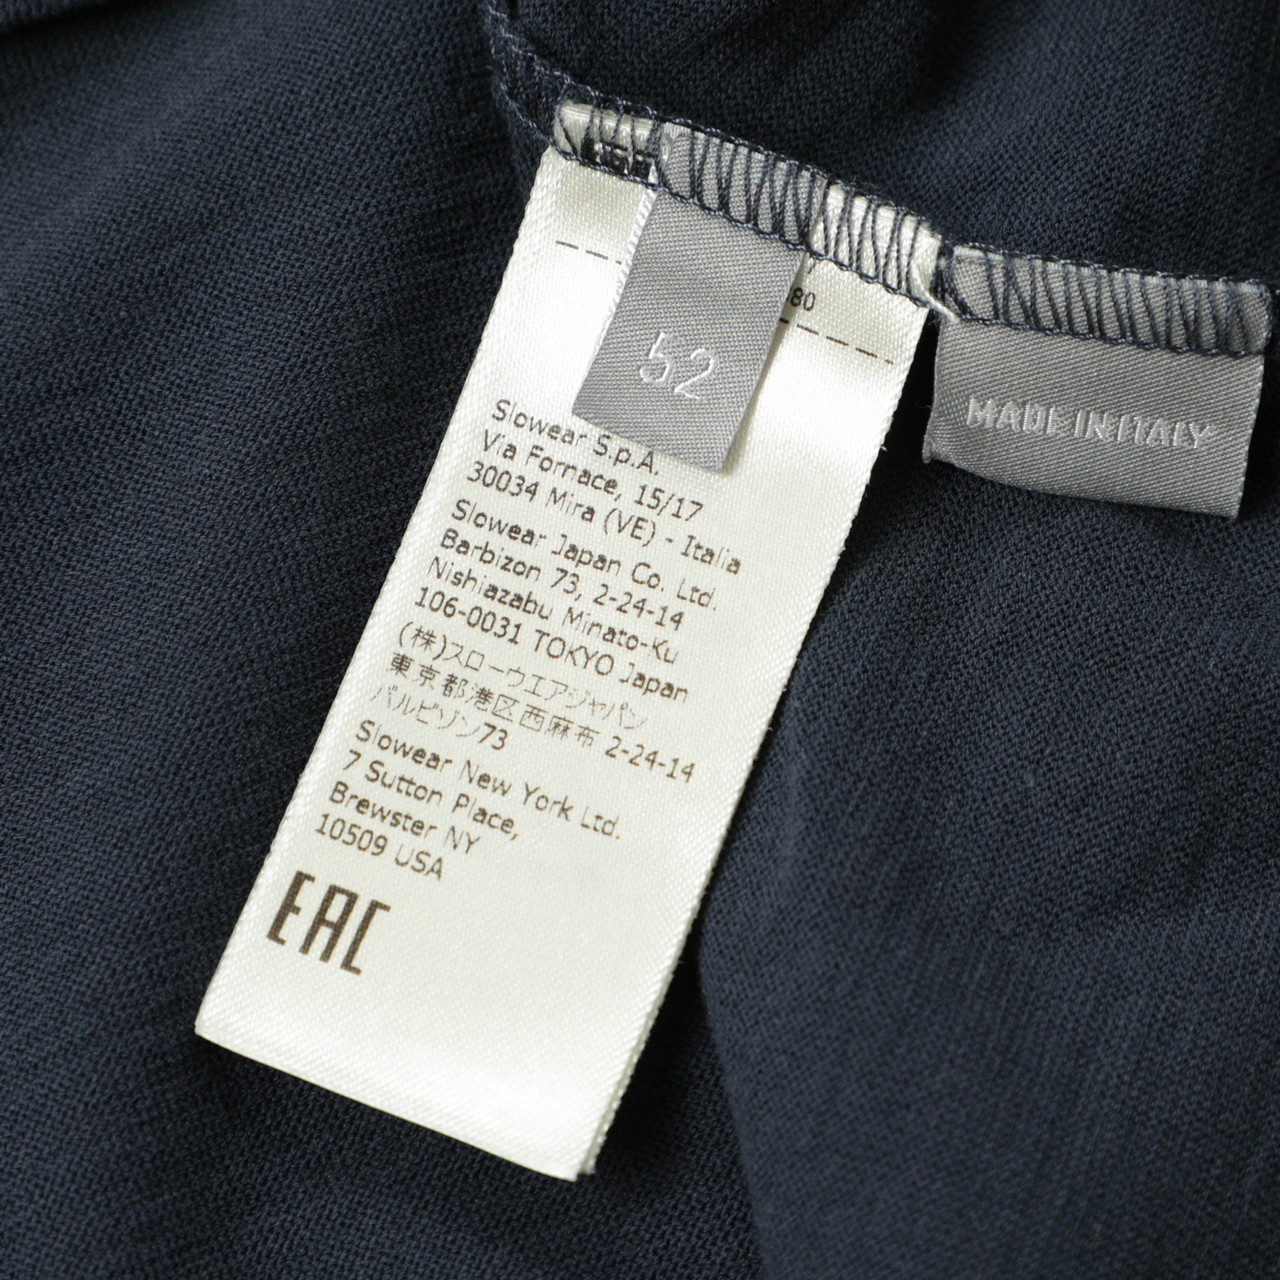 80
52
MADE IN ITALY
Slowear S.p.A.
Via Fornace, 15/17
30034 Mira (VE) - Italia
Slowear Japan Co. Ltd.
Barbizon 73, 2-24-14
Nishiazabu Minato-Ku
106-0031 TOKYO Japan
(株)スローウエアジャパン
東京都港区西麻布 2-24-14
バルビゾン73
Slowear New York Ltd.
7 Sutton Place,
Brewster NY
10509 USA
EAC